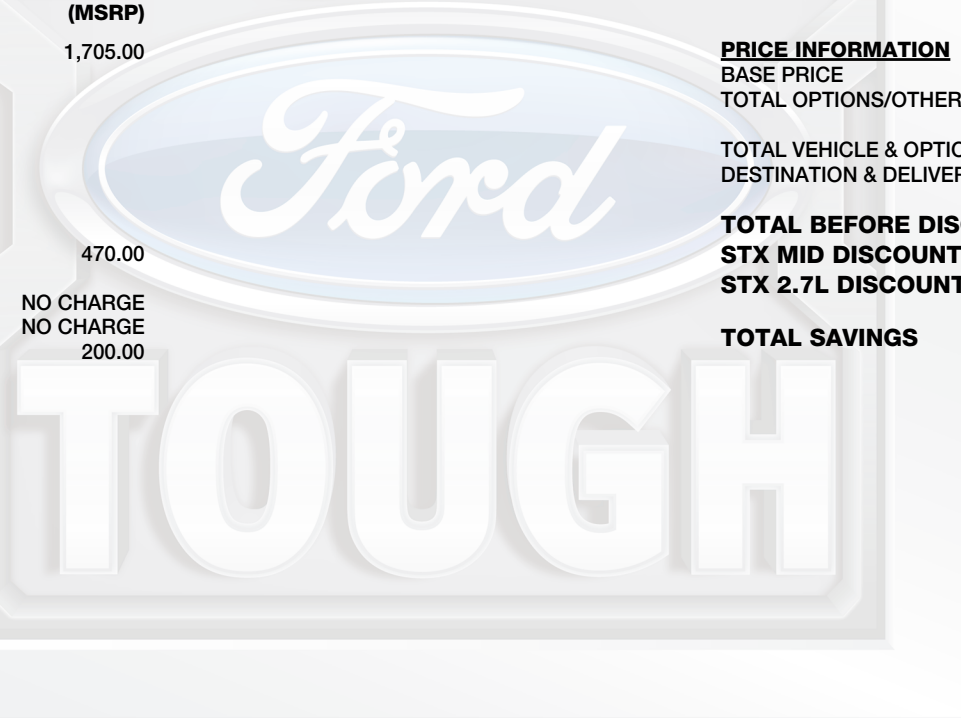 (MSRP)
1,705.00
470.00
NO CHARGE
NO CHARGE
200.00
PRICE INFORMATION
BASE PRICE
TOTAL OPTIONS/OTHER
TOTAL VEHICLE & OPTIO
DESTINATION & DELIVER
TOTAL BEFORE DIS
STX MID DISCOUNT
STX 2.7L DISCOUNT
TOTAL SAVINGS
Ford
TOUGH